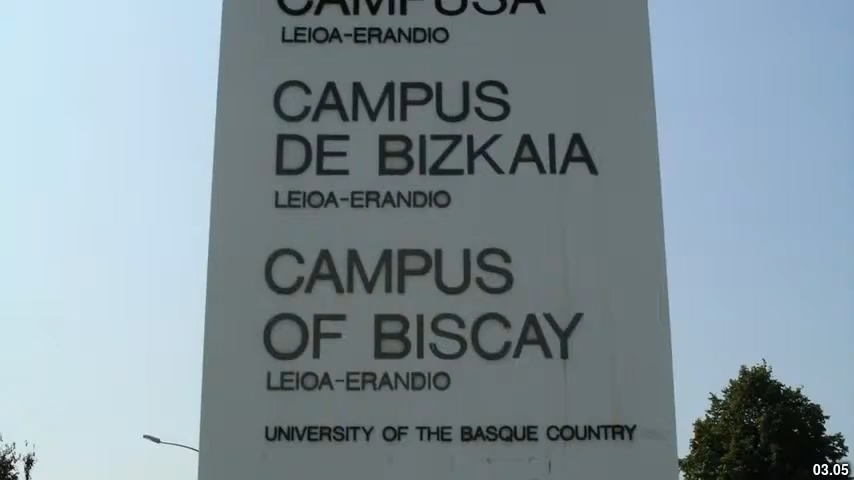 CAMPUSA
LEIOA-ERANDIO
CAMPUS
DE BIZKAIA
LEIOA-ERANDIO
CAMPUS
OF BISCAY
LEIOA-ERANDIO
UNIVERSITY OF THE BASQUE COUNTRY
03.05